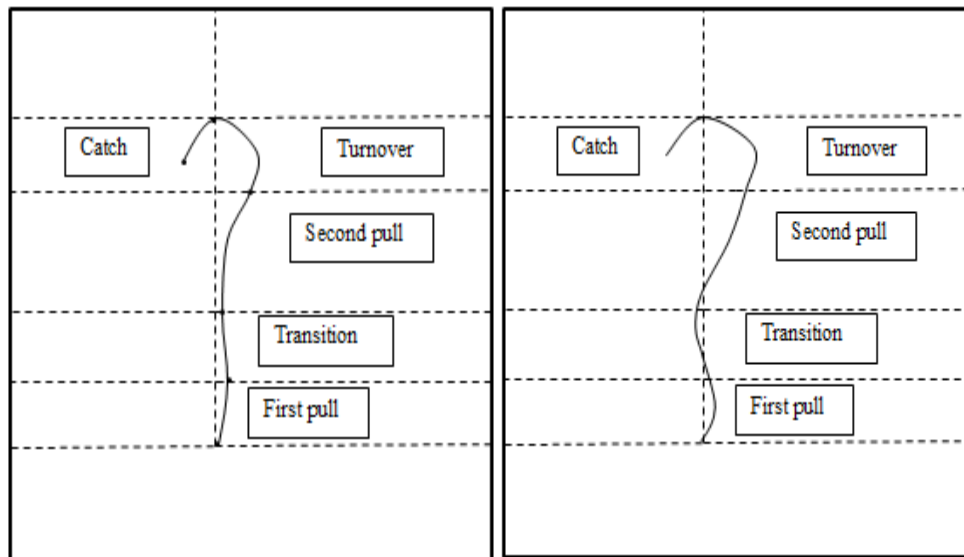 Catch
Turnover
Second pull
Transition
First pull
Catch
Turnover
Second pull
Transition
First pull